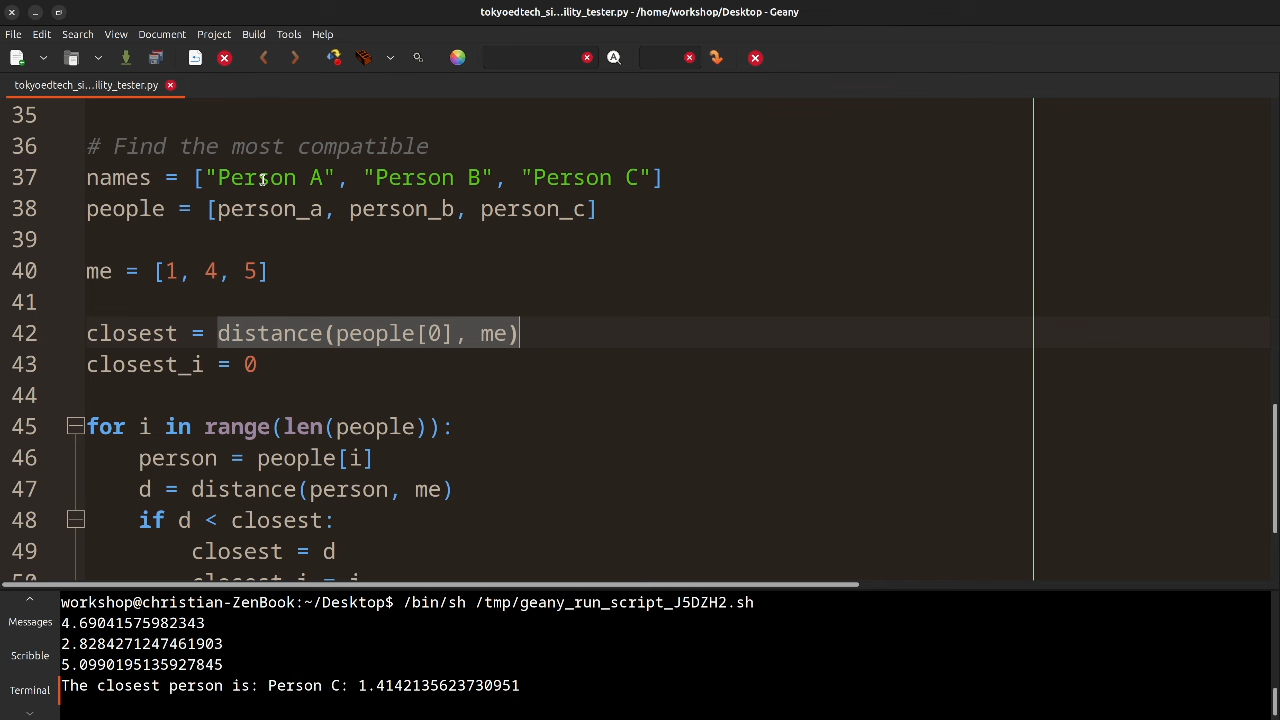 tokyoedtech_si...ility_tester.py - /home/workshop/Desktop - Geany
File Edit Search View Document Project Build Tools Help
tokyoedtech_si...ility_tester.py
35
36 # Find the most compatible
37 names = ["Person A", "Person B", "Person C"]
38 people = [person_a, person_b, person_c]
39
40 me = [1, 4, 5]
41
42 closest = distance(people[0], me)
43 closest_i = 0
44
45 for i in range(len(people)):
46 person = people[i]
47 d = distance(person, me)
48 if d < closest:
49 closest = d
50 closest_i = i
workshop@christian-ZenBook:~/Desktop$ /bin/sh /tmp/geany_run_script_J5DZH2.sh
Messages
4.69041575982343
2.8284271247461903
Scribble
5.0990195135927845
Terminal
The closest person is: Person C: 1.4142135623730951